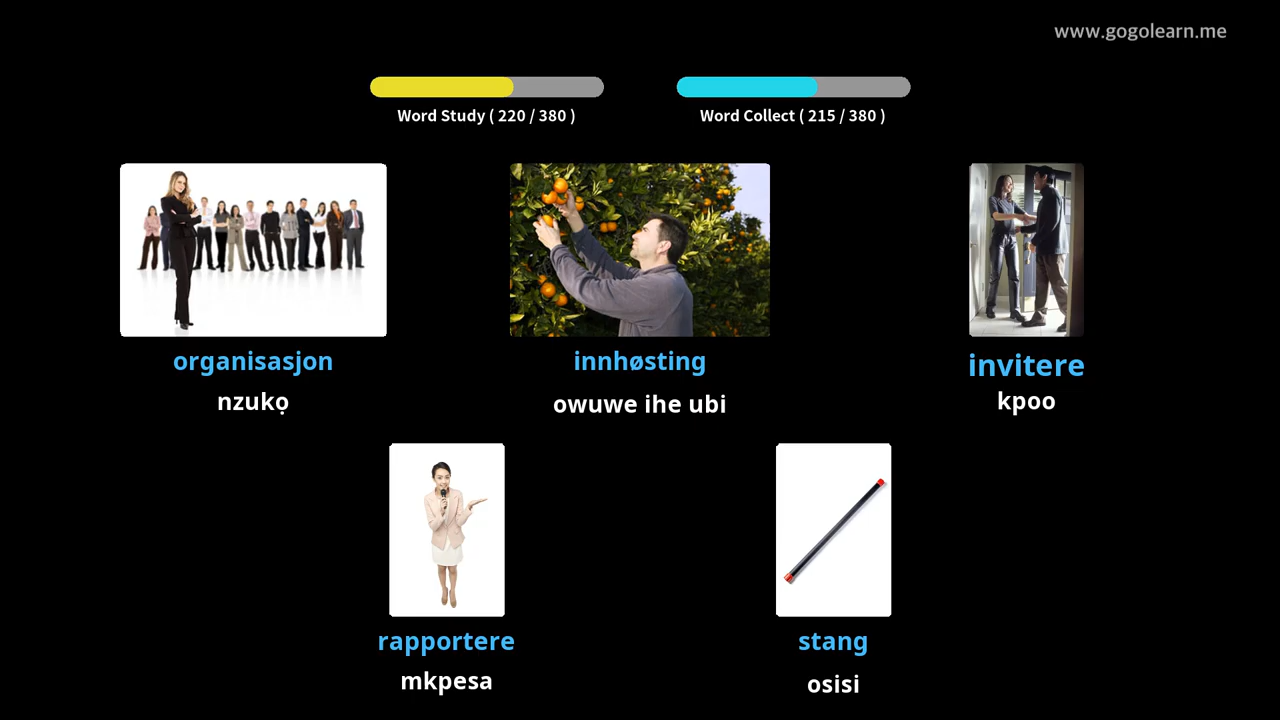 www.gogolearn.me
Word Study ( 220 / 380 )
Word Collect ( 215 / 380 )
organisasjon
innhøsting
invitere
nzukọ
owuwe ihe ubi
kpoo
rapportere
stang
mkpesa
osisi